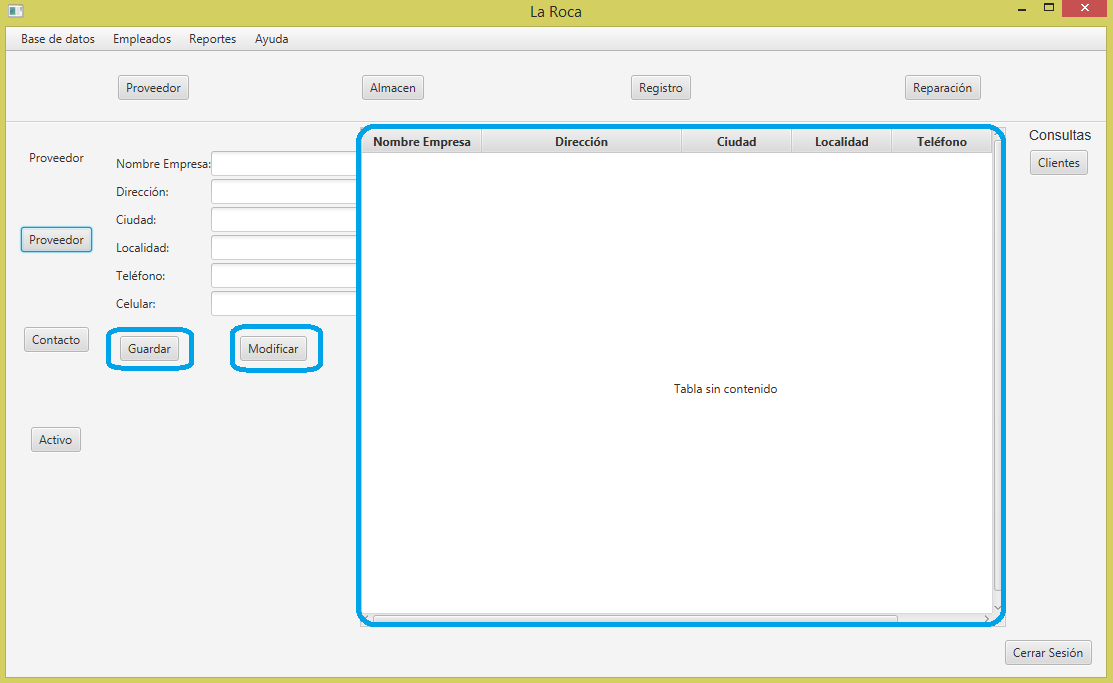 La Roca
Base de datos Empleados Reportes Ayuda
Proveedor Almacen Registro Reparación
Proveedor
Nombre Empresa:
Dirección:
Ciudad:
Localidad:
Teléfono:
Celular:
Proveedor
Contacto
Activo
Guardar Modificar
Nombre Empresa Dirección Ciudad Localidad Teléfono
Tabla sin contenido
Consultas
Clientes
Cerrar Sesión